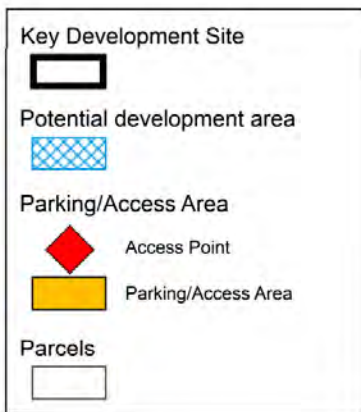 Key Development Site
Potential development area
Parking/Access Area
Access Point
Parking/Access Area
Parcels